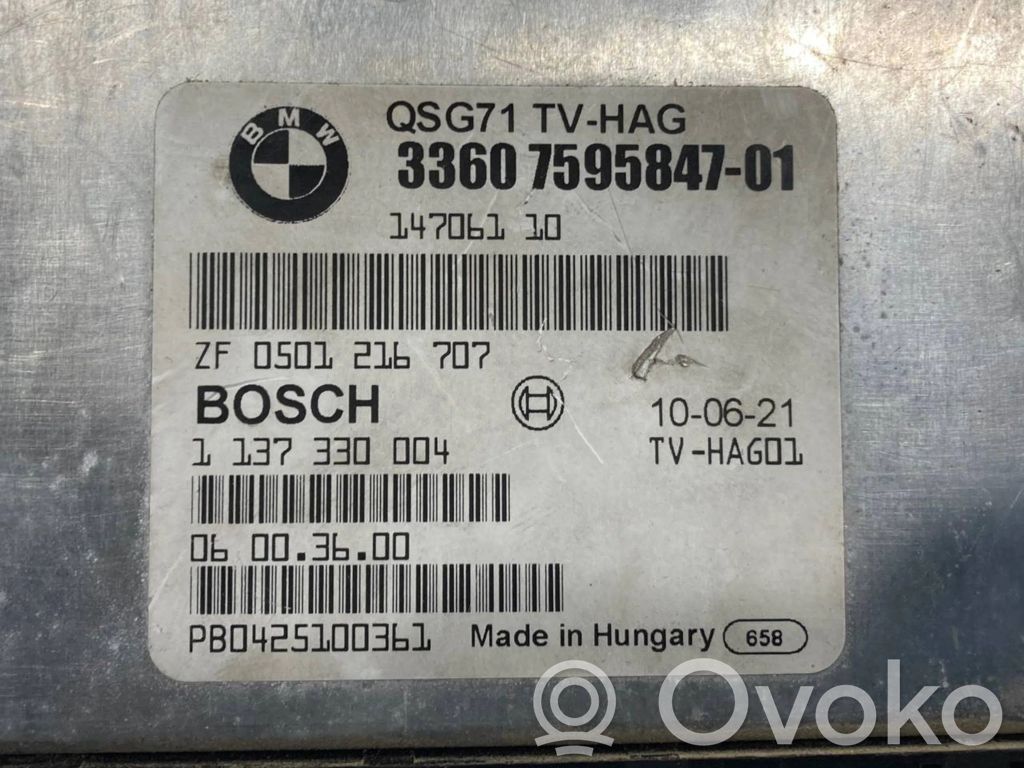 BMW
QSG71 TV-HAG
3360 7595847-01
147061 10
ZF 0501 216 707
BOSCH
10-06-21
1 137 330 004
TV-HAG01
06 00.36.00
PB0425100361
Made in Hungary 658
Ovoko